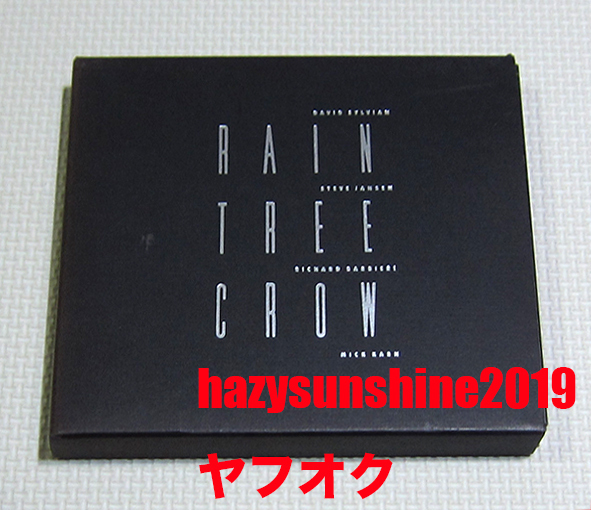 DAVID SYLVIAN
RAIN
STEVE JANSEN
TREE
RICHARD BARBIERI
CROW
MICK KARN
hazysunshine2019
ヤフオク